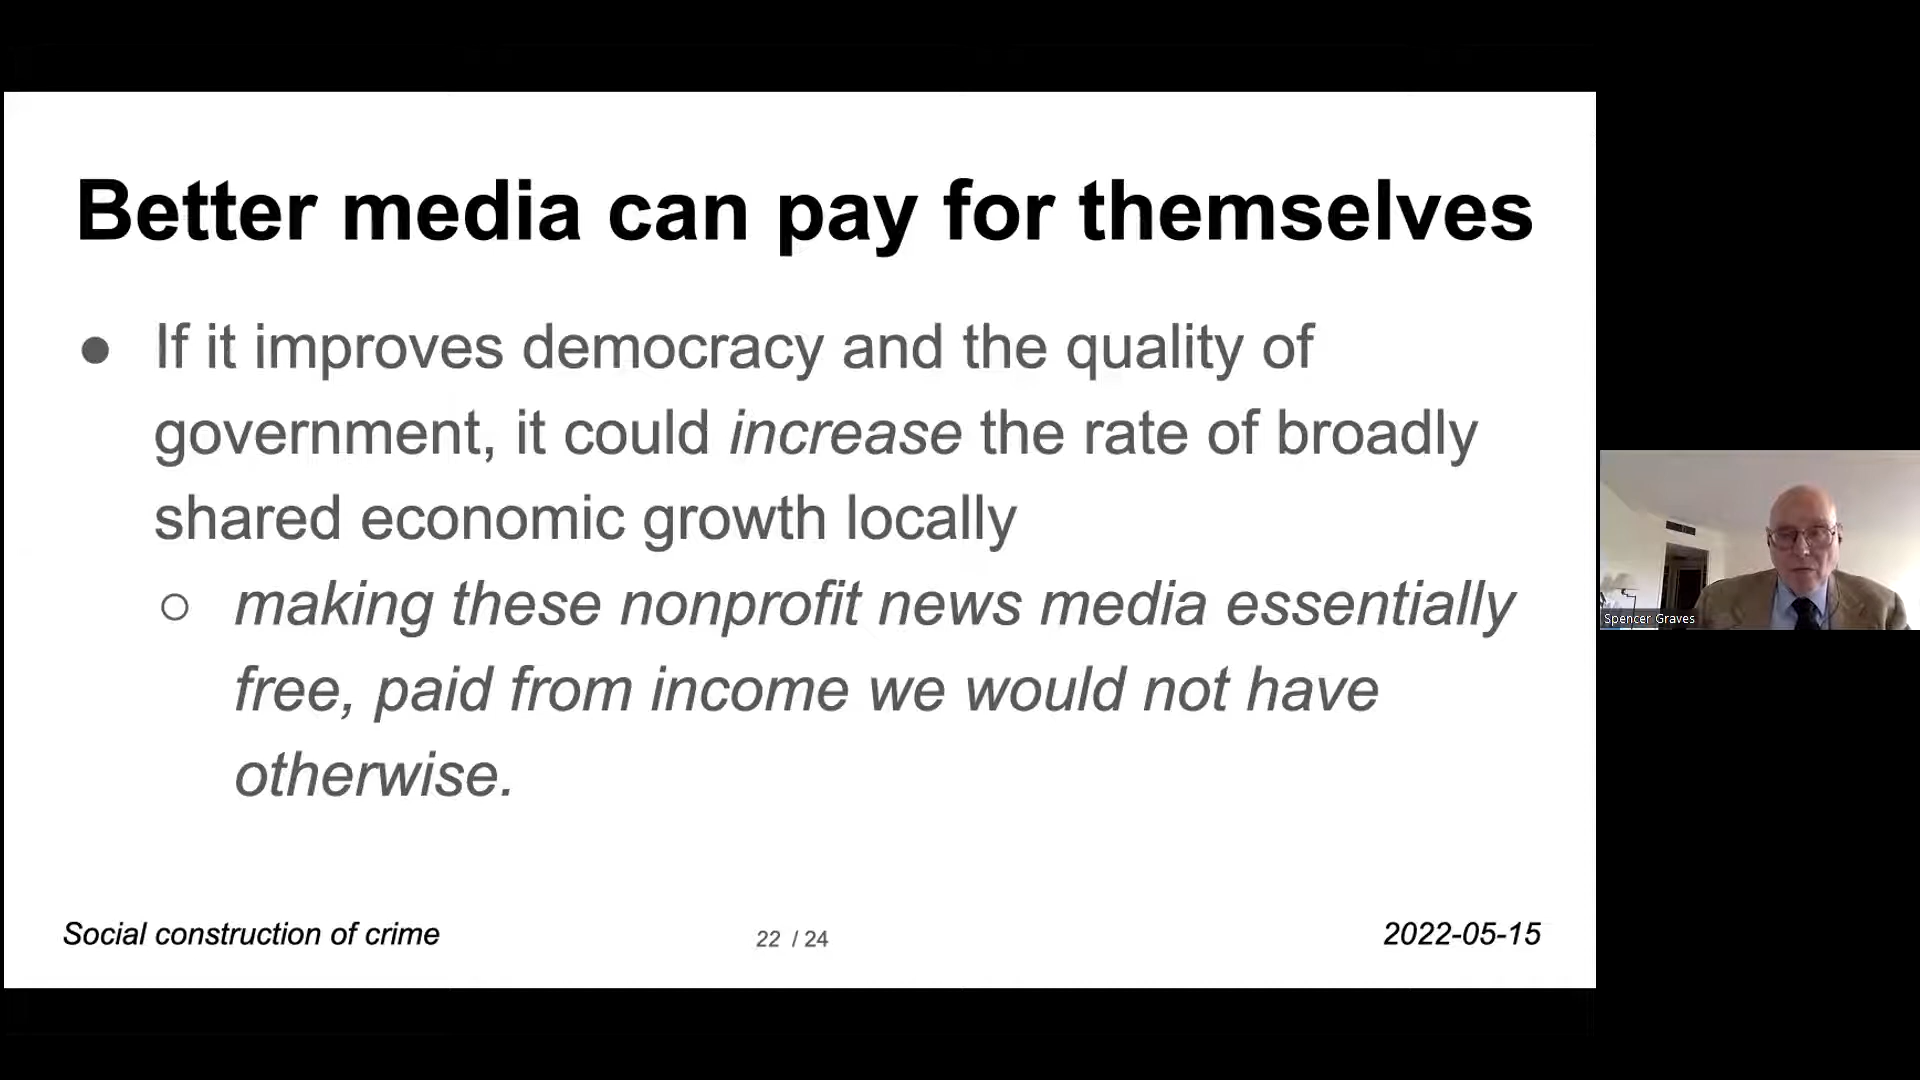 Better media can pay for themselves
● If it improves democracy and the quality of
government, it could increase the rate of broadly
shared economic growth locally
○ making these nonprofit news media essentially
free, paid from income we would not have
otherwise.
Social construction of crime
22 / 24
2022-05-15
Spencer Graves